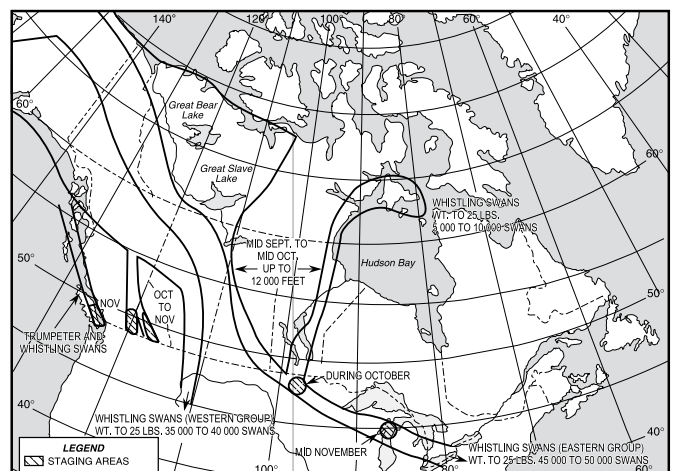 140°
120°
100°
80°
60°
40°
60°
Great Bear
Lake
Great Slave
Lake
60°
WHISTLING SWANS
WT. TO 25 LBS.
5 000 TO 10 000 SWANS
MID SEPT. TO
MID OCT.
UP TO
12 000 FEET
Hudson Bay
50°
50°
NOV
OCT
TO
NOV
TRUMPETER AND
WHISTLING SWANS
DURING OCTOBER
40°
40°
WHISTLING SWANS (WESTERN GROUP)
WT. TO 25 LBS. 35 000 TO 40 000 SWANS
MID NOVEMBER
WHISTLING SWANS (EASTERN GROUP)
WT. TO 25 LBS. 45 000 TO 50 000 SWANS
LEGEND
STAGING AREAS
100°
80°
60°